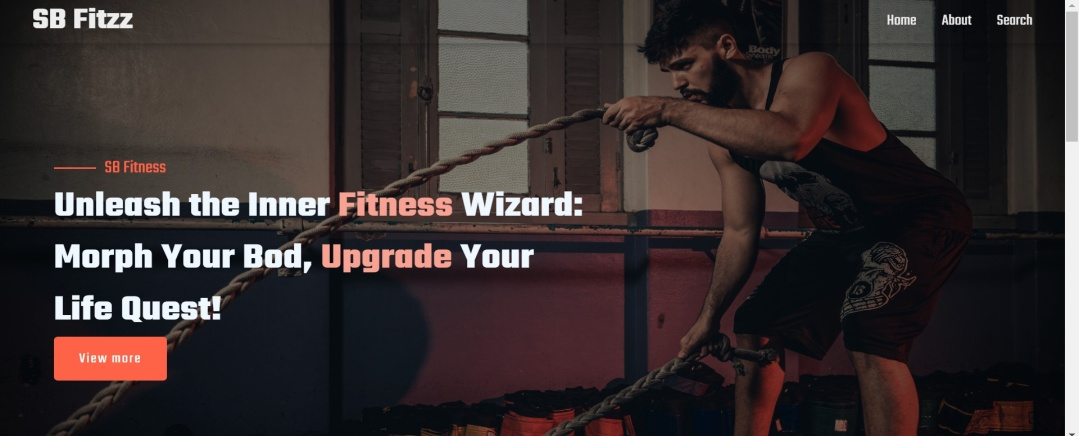 SB Fitzz
Home About Search
Body
SB Fitness
Unleash the Inner Fitness Wizard:
Morph Your Bod, Upgrade Your
Life Quest!
View more